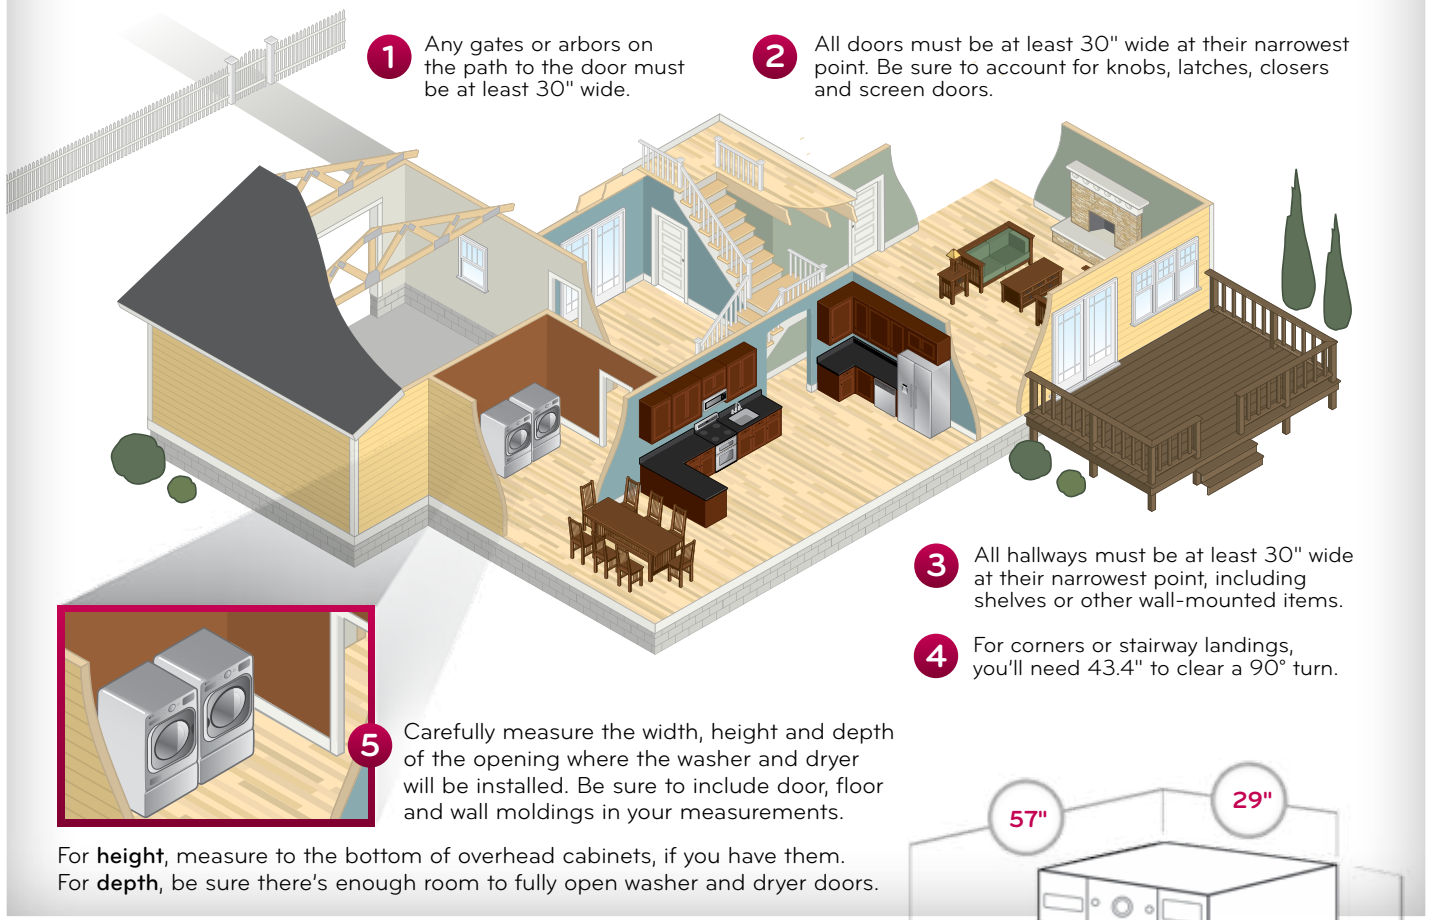 1
Any gates or arbors on
the path to the door must
be at least 30" wide.
2
All doors must be at least 30" wide at their narrowest
point. Be sure to account for knobs, latches, closers
and screen doors.
3
All hallways must be at least 30" wide
at their narrowest point, including
shelves or other wall-mounted items.
4
For corners or stairway landings,
you'll need 43.4" to clear a 90° turn.
5
Carefully measure the width, height and depth
of the opening where the washer and dryer
will be installed. Be sure to include door, floor
and wall moldings in your measurements.
For height, measure to the bottom of overhead cabinets, if you have them.
For depth, be sure there's enough room to fully open washer and dryer doors.
57"
29"